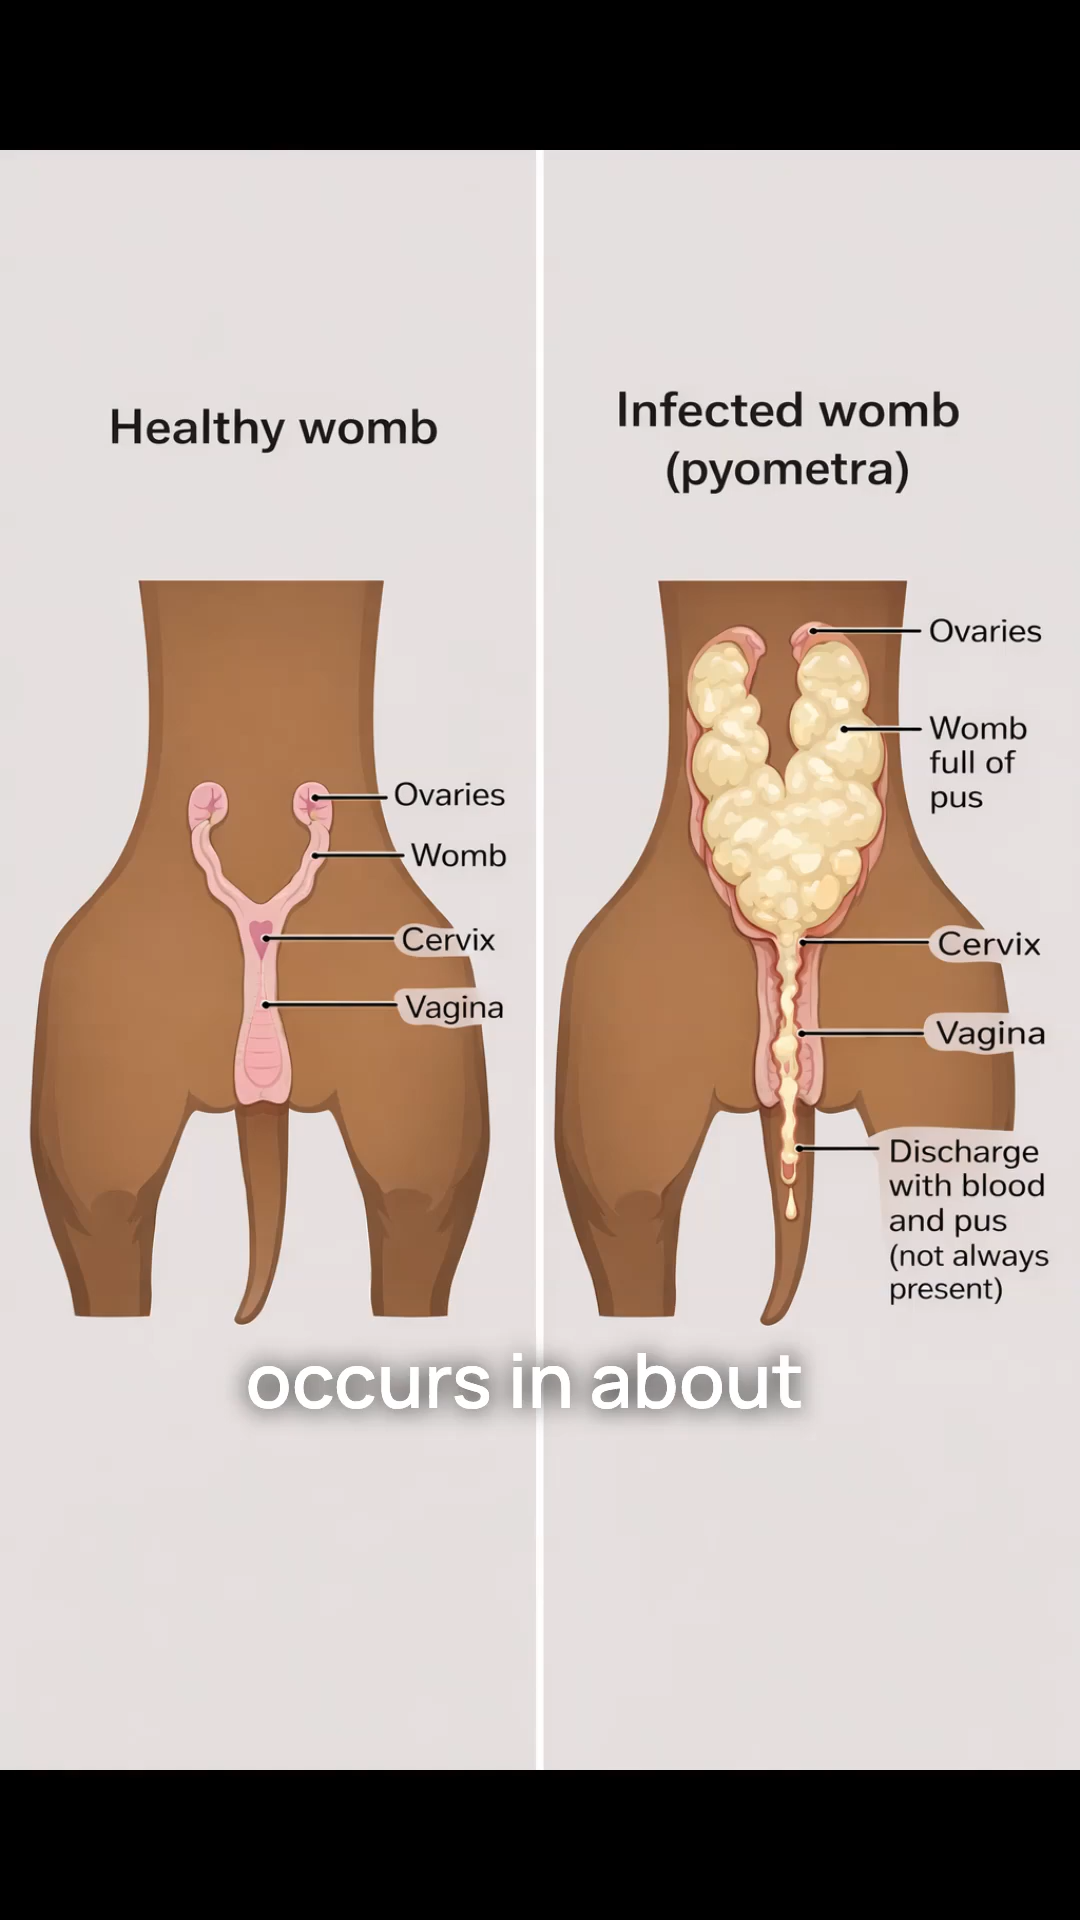 Healthy womb
Ovaries
Womb
Cervix
Vagina
Infected womb
(pyometra)
Ovaries
Womb
full of
pus
Cervix
Vagina
Discharge
with blood
and pus
(not always
present)
occurs in about